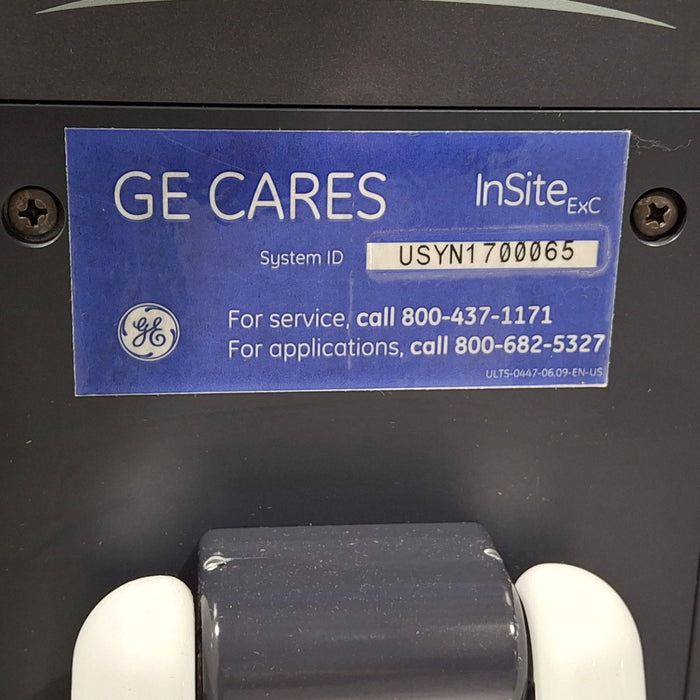 GE CARES
InSite ExC
System ID USYN1700065
GE
For service, call 800-437-1171
For applications, call 800-682-5327
ULTS-0447-06.09-EN-US